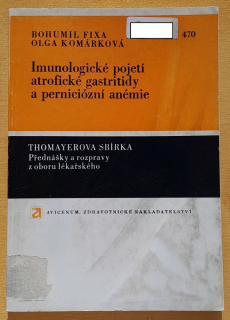 BOHUMIL FIXA
OLGA KOMÁRKOVÁ
470
Imunologické pojetí
atrofické gastritidy
a perniciózní anémie
THOMAYEROVA SBÍRKA
Přednášky a rozpravy
z oboru lékařského
AVICENUM, ZDRAVOTNICKÉ NAKLADATELSTVÍ